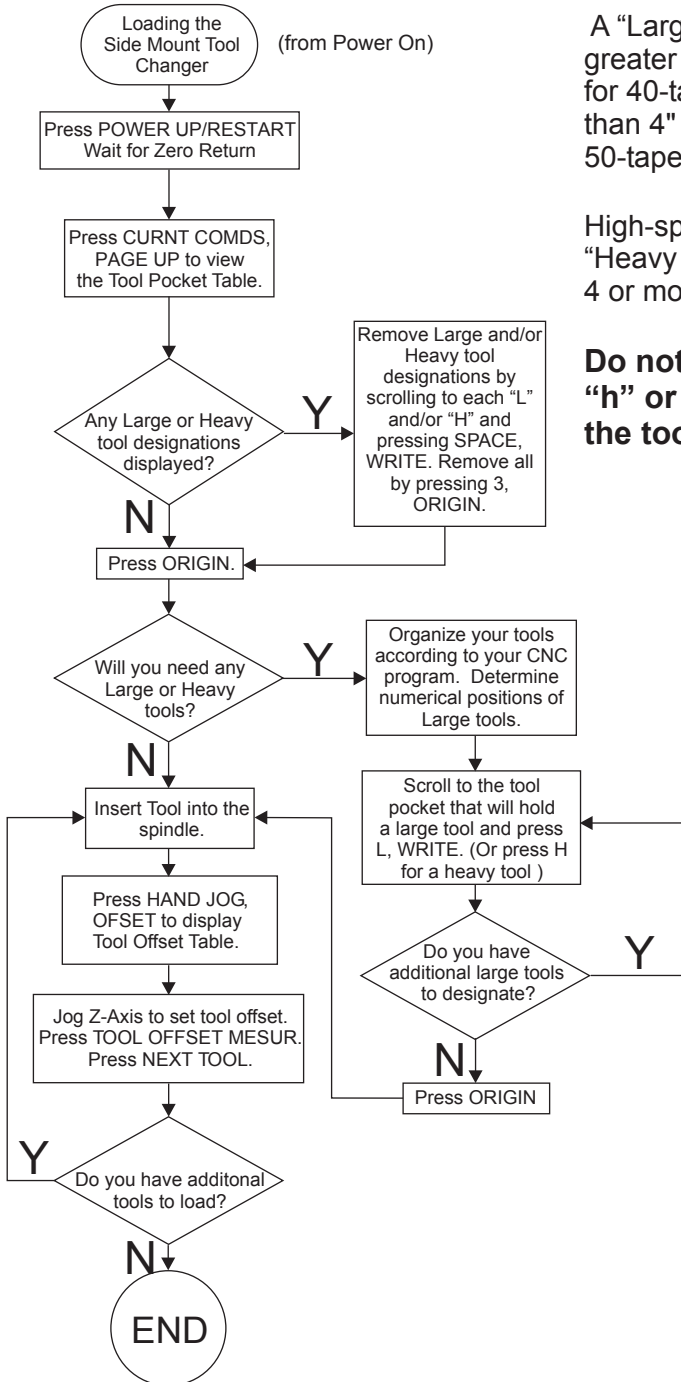 Loading the
Side Mount Tool
Changer
(from Power On)
Press POWER UP/RESTART
Wait for Zero Return
Press CURNT COMDS,
PAGE UP to view
the Tool Pocket Table.
Any Large or Heavy
tool designations
displayed?
Y
Remove Large and/or
Heavy tool
designations by
scrolling to each “L”
and/or “H” and
pressing SPACE,
WRITE. Remove all
by pressing 3,
ORIGIN.
N
Press ORIGIN.
Will you need any
Large or Heavy
tools?
Y
Organize your tools
according to your CNC
program. Determine
numerical positions of
Large tools.
N
Scroll to the tool
pocket that will hold
a large tool and press
L, WRITE. (Or press H
for a heavy tool )
Do you have
additional large tools
to designate?
Y
N
Press ORIGIN
Insert Tool into the
spindle.
Press HAND JOG,
OFSET to display
Tool Offset Table.
Jog Z-Axis to set tool offset.
Press TOOL OFFSET MESUR.
Press NEXT TOOL.
Y
Do you have additonal
tools to load?
N
END
A “Larg
greater
for 40-ta
than 4"
50-tape
High-sp
“Heavy
4 or mo
Do not
“h” or
the too